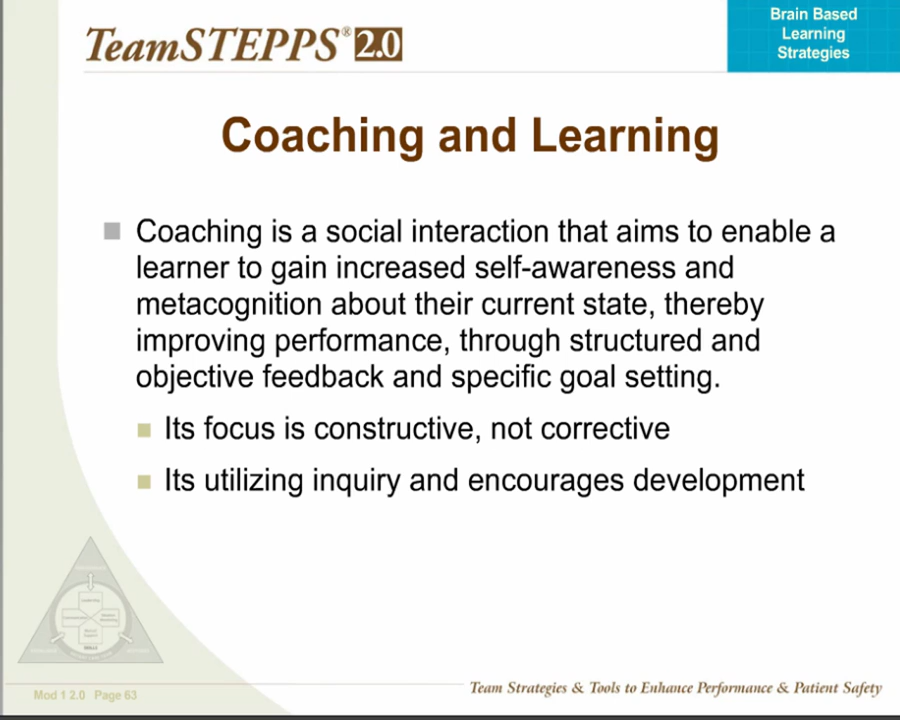 TeamSTEPPS® 2.0
Brain Based
Learning
Strategies
Coaching and Learning
Coaching is a social interaction that aims to enable a
learner to gain increased self-awareness and
metacognition about their current state, thereby
improving performance, through structured and
objective feedback and specific goal setting.
Its focus is constructive, not corrective
Its utilizing inquiry and encourages development
Mod 1 2.0 Page 63
Team Strategies & Tools to Enhance Performance & Patient Safety